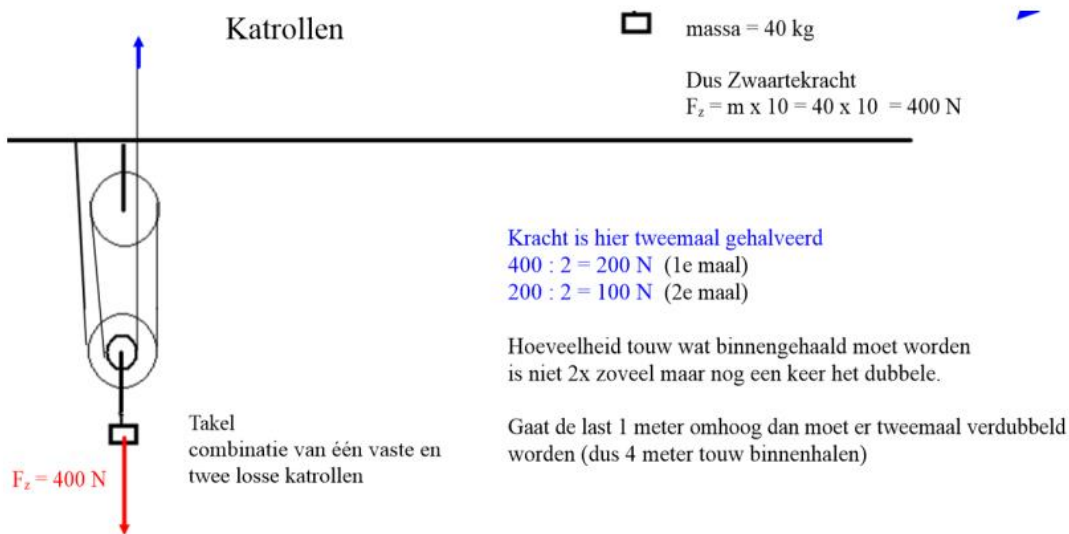 Katrollen
massa = 40 kg
Dus Zwaartekracht
F_z = m x 10 = 40 x 10 = 400 N
Kracht is hier tweemaal gehalveerd
400 : 2 = 200 N (1e maal)
200 : 2 = 100 N (2e maal)
Hoeveelheid touw wat binnengehaald moet worden
is niet 2x zoveel maar nog een keer het dubbele.
Gaat de last 1 meter omhoog dan moet er tweemaal verdubbeld
worden (dus 4 meter touw binnenhalen)
Takel
combinatie van één vaste en
twee losse katrollen
F_z = 400 N